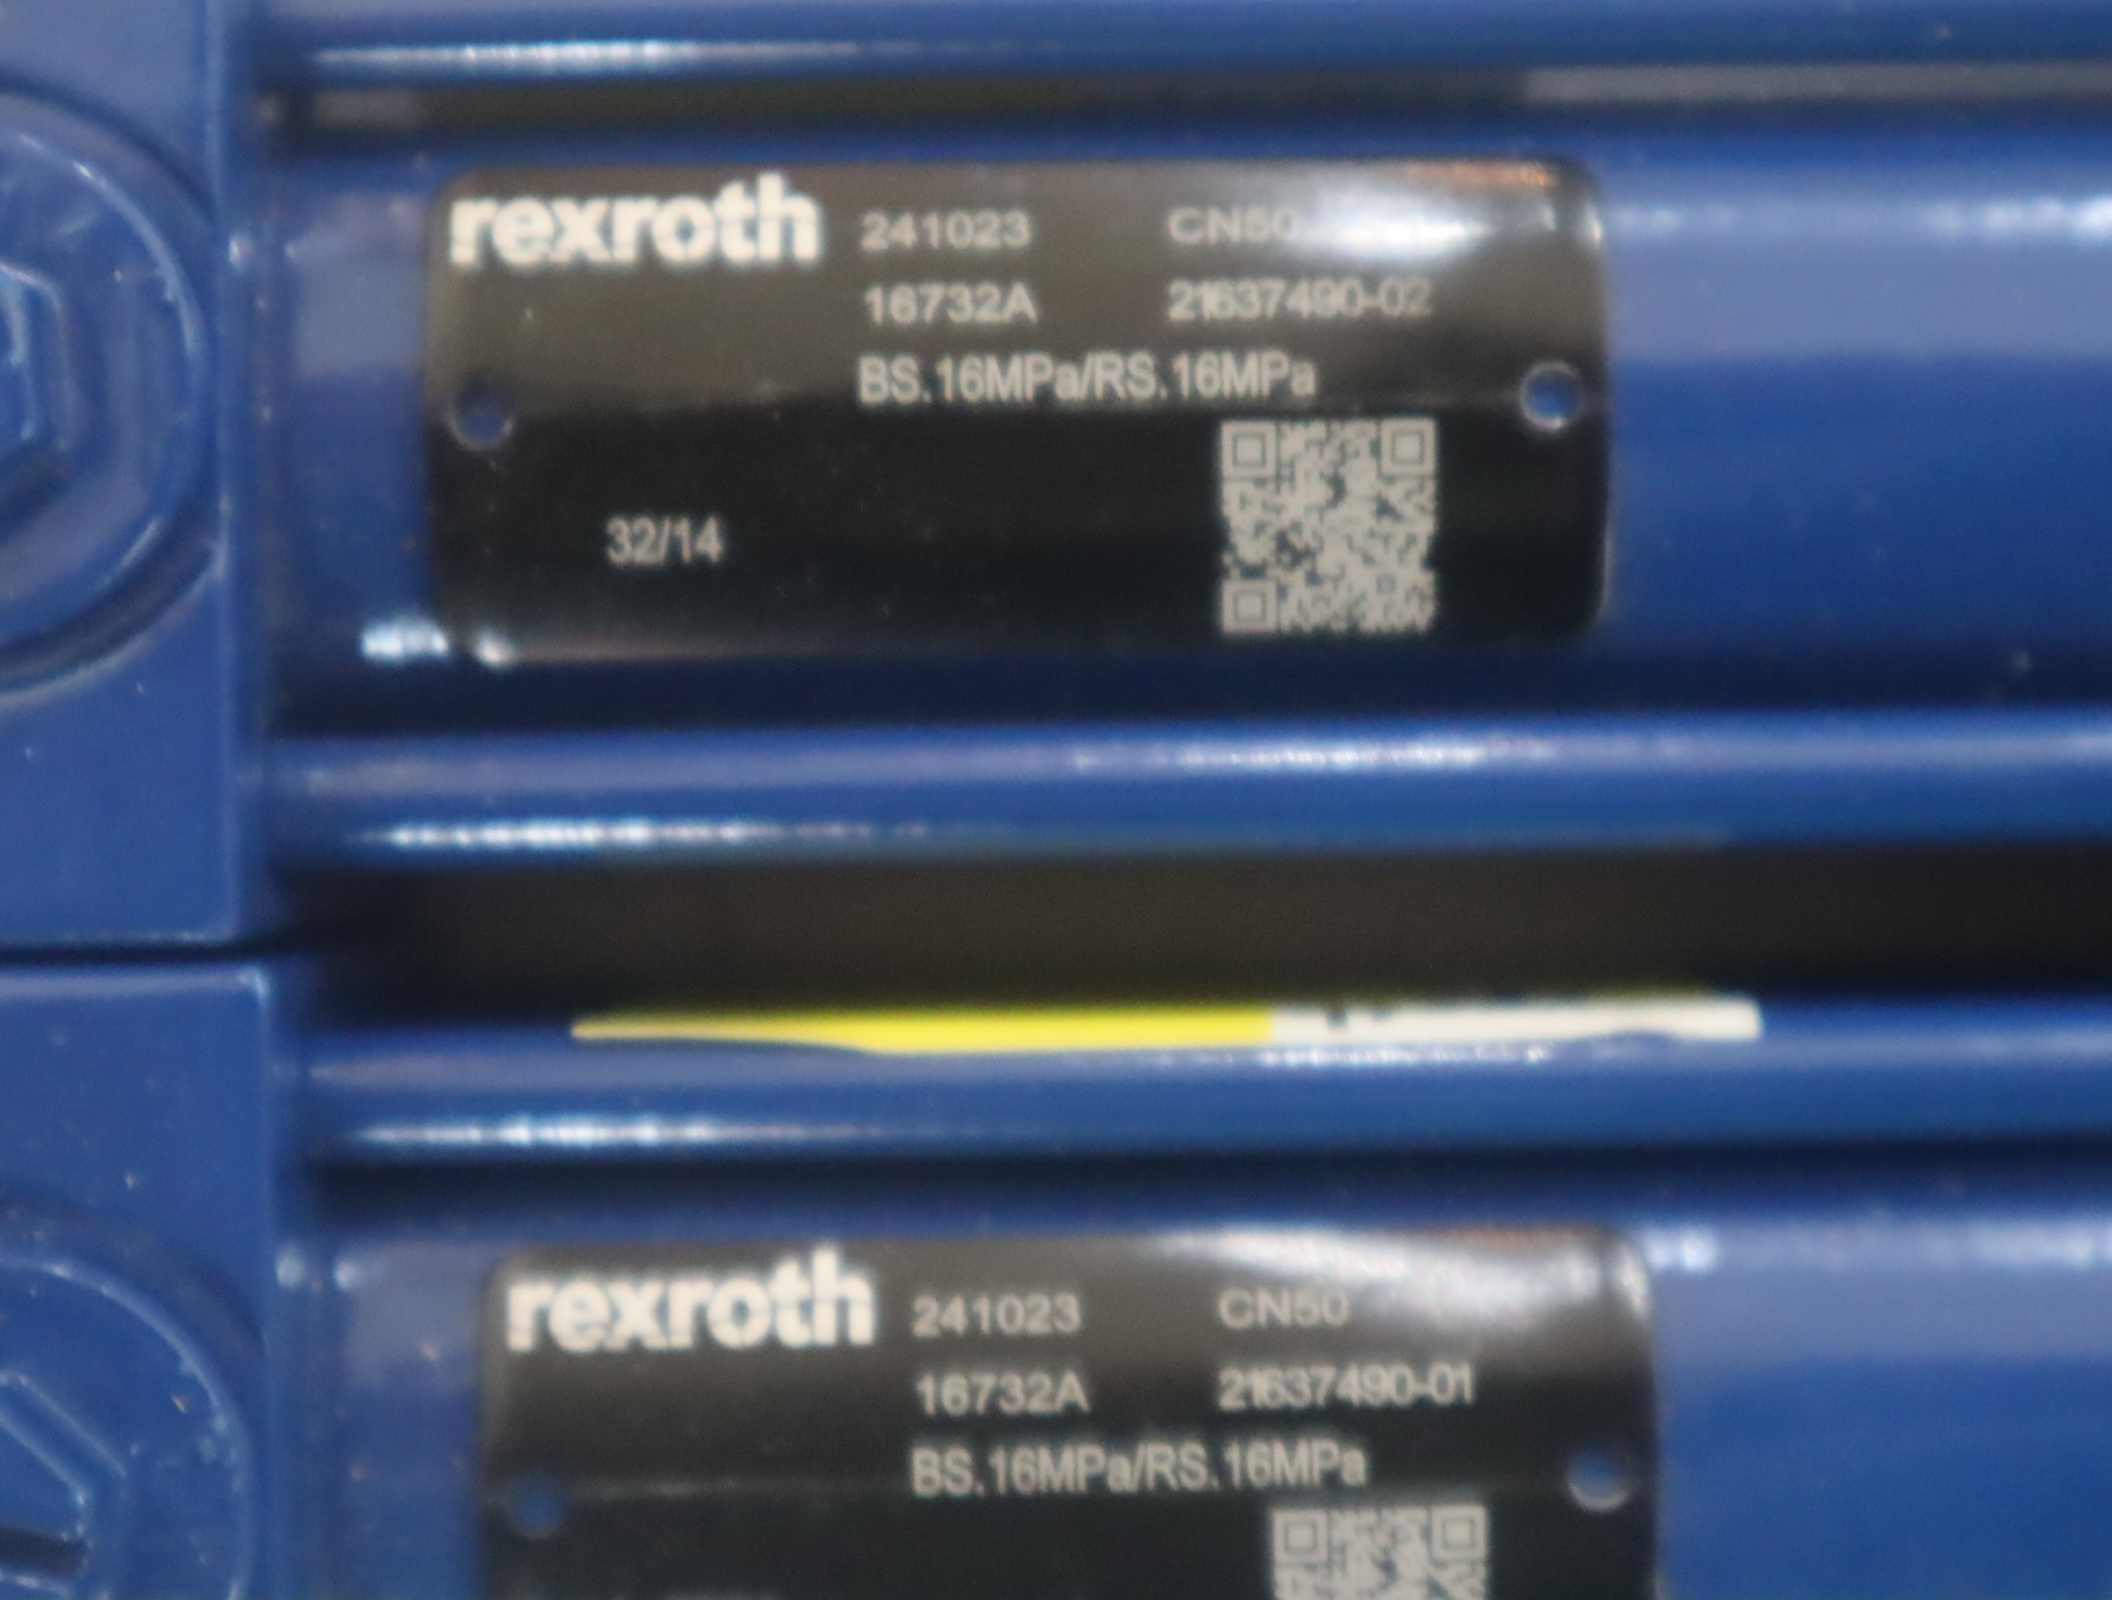 rexroth 241023 CN50
16732A 21637490-02
BS.16MPa/RS.16MPa
32/14
rexroth 241023 CN50
16732A 21637490-01
BS.16MPa/RS.16MPa